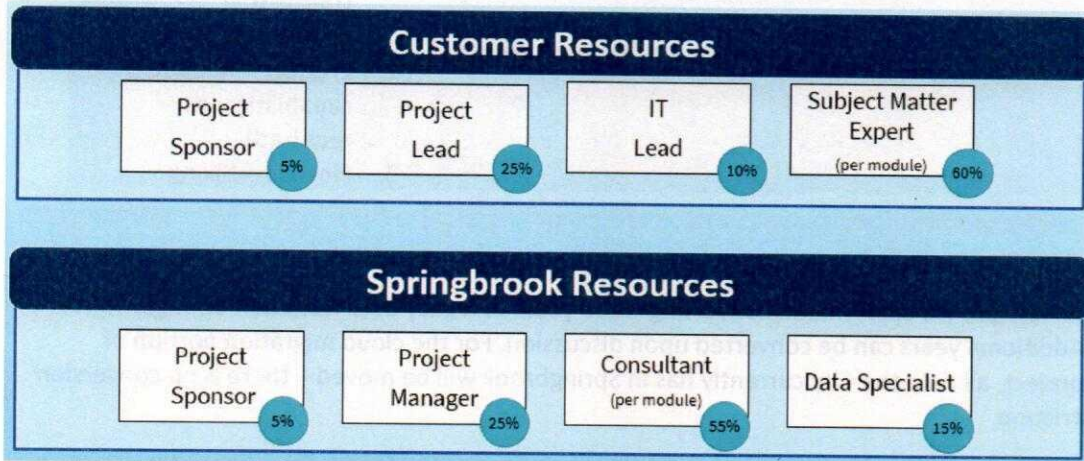 Customer Resources
Project
Sponsor
5%
Project
Lead
25%
IT
Lead
10%
Subject Matter
Expert
(per module)
60%
Springbrook Resources
Project
Sponsor
5%
Project
Manager
25%
Consultant
(per module)
55%
Data Specialist
15%